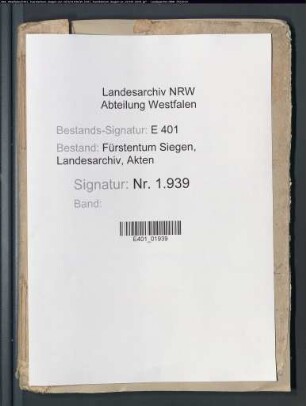 Landesarchiv NRW
Abteilung Westfalen
Bestands-Signatur: E 401
Bestand: Fürstentum Siegen,
Landesarchiv, Akten
Signatur: Nr. 1.939
Band:
E401_01939